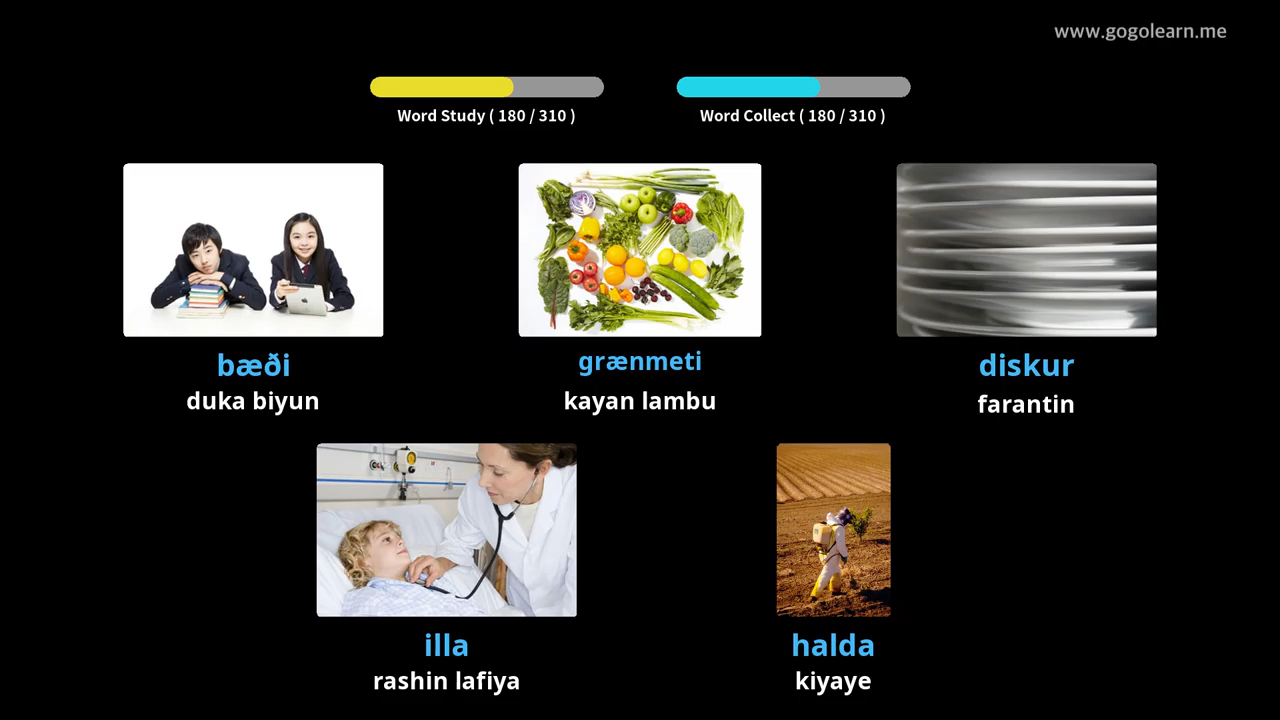 www.gogolearn.me
Word Study ( 180 / 310 )
Word Collect ( 180 / 310 )
bæði
duka biyun
grænmeti
kayan lambu
diskur
farantin
illa
rashin lafiya
halda
kiyaye